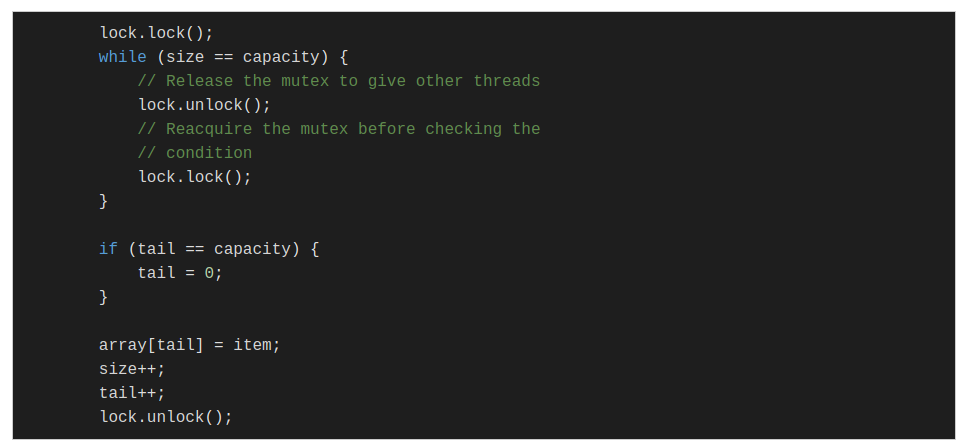 lock.lock();
while (size == capacity) {
// Release the mutex to give other threads
lock.unlock();
// Reacquire the mutex before checking the
// condition
lock.lock();
}
if (tail == capacity) {
tail = 0;
}
array[tail] = item;
size++;
tail++;
lock.unlock();